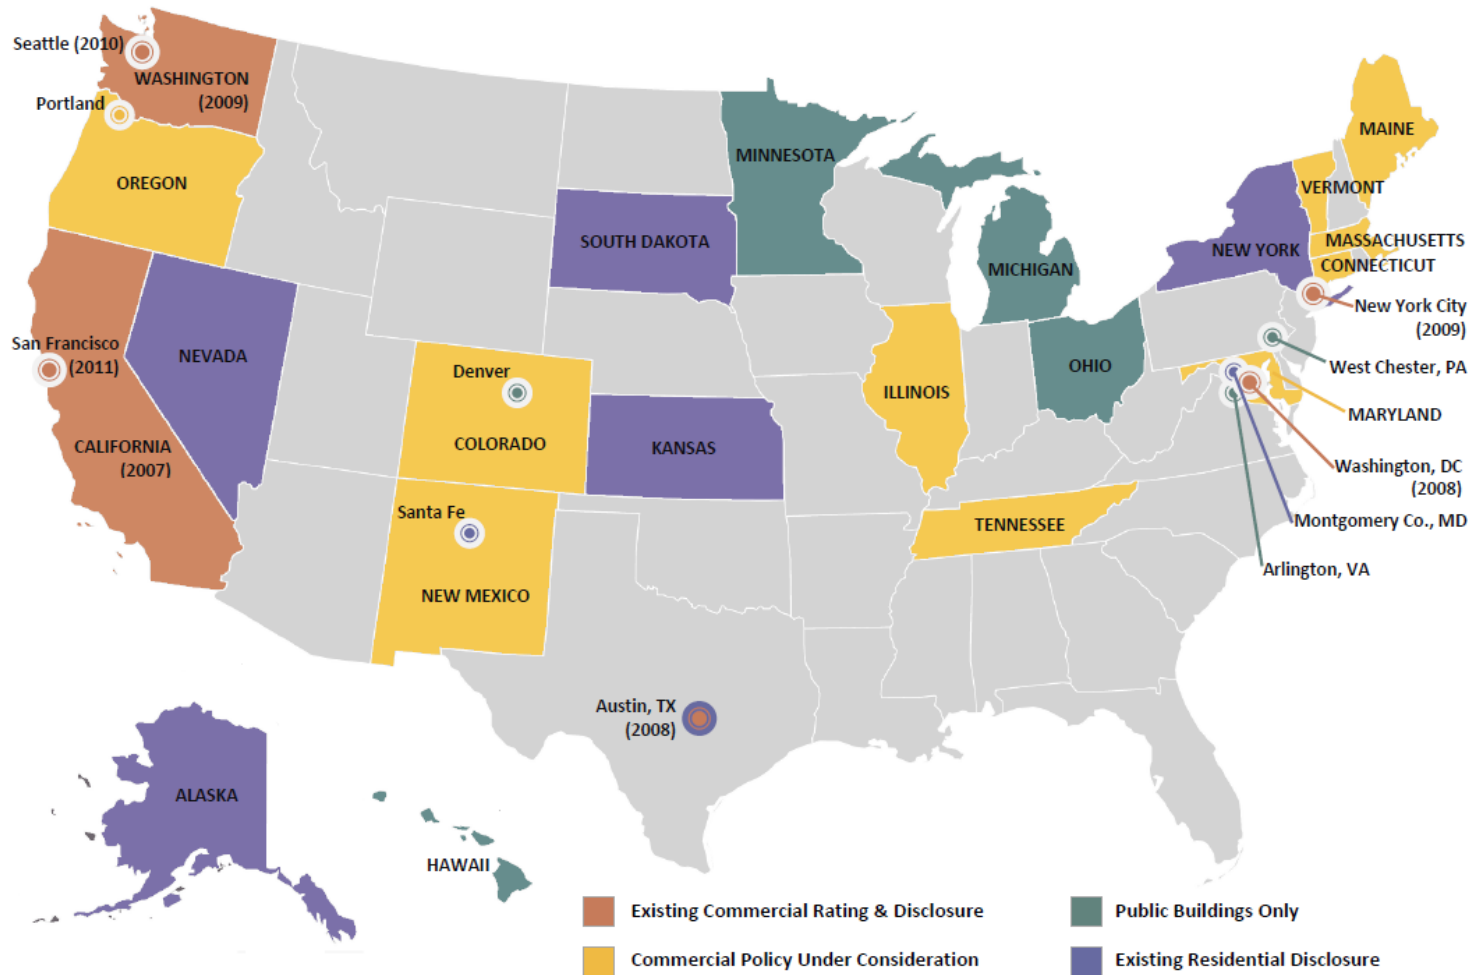 Seattle (2010)
WASHINGTON
(2009)
Portland
OREGON
San Francisco
(2011)
CALIFORNIA
(2007)
NEVADA
SOUTH DAKOTA
MINNESOTA
MICHIGAN
OHIO
ILLINOIS
Denver
COLORADO
KANSAS
Santa Fe
NEW MEXICO
TENNESSEE
Austin, TX
(2008)
ALASKA
HAWAII
MAINE
VERMONT
NEW YORK
MASSACHUSETTS
CONNECTICUT
New York City
(2009)
West Chester, PA
MARYLAND
Washington, DC
(2008)
Montgomery Co., MD
Arlington, VA
Existing Commercial Rating & Disclosure
Public Buildings Only
Commercial Policy Under Consideration
Existing Residential Disclosure